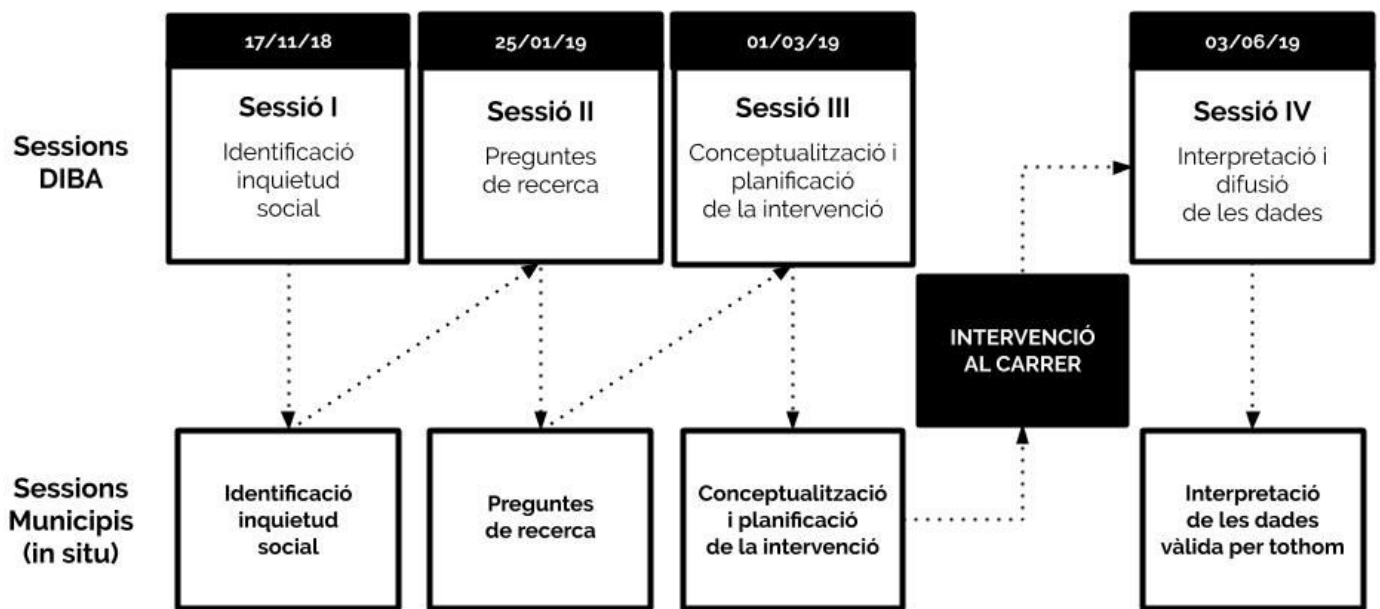 17/11/18
25/01/19
01/03/19
03/06/19
Sessions
DIBA
Sessió I
Identificació
inquietud
social
Sessió II
Preguntes
de recerca
Sessió III
Conceptualització i
planificació
de la intervenció
Sessió IV
Interpretació i
difusió
de les dades
INTERVENCIÓ
AL CARRER
Sessions
Municipis
(in situ)
Identificació
inquietud
social
Preguntes
de recerca
Conceptualització
i planificació
de la intervenció
Interpretació
de les dades
vàlida per tothom